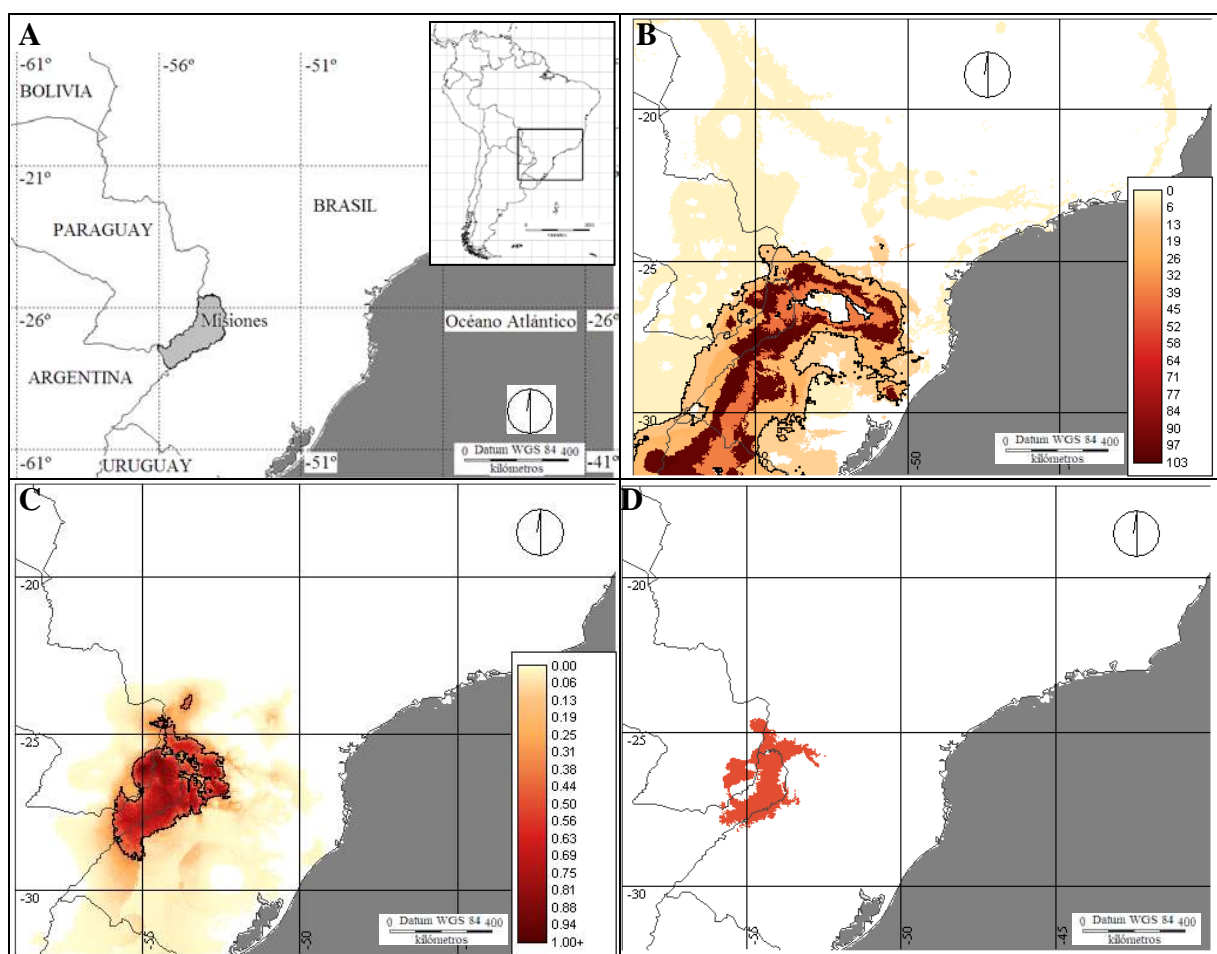 A
-61º
-56º
-51º
BOLIVIA
-21º
BRASIL
PARAGUAY
-26º
Misiones
Océano Atlántico
-26º
ARGENTINA
0 Datum WGS 84 400
kilómetros
-61º
URUGUAY
-51º
-41º
B
-20
-25
-30
-50
0
6
13
19
26
32
39
45
52
58
64
71
77
84
90
97
103
0 Datum WGS 84 400
kilómetros
C
-20
-25
-30
-55
-50
0.00
0.06
0.13
0.19
0.25
0.31
0.38
0.44
0.50
0.56
0.63
0.69
0.75
0.81
0.88
0.94
1.00+
0 Datum WGS 84 400
kilómetros
D
-20
-25
-30
-55
-50
-45
0 Datum WGS 84 400
kilómetros